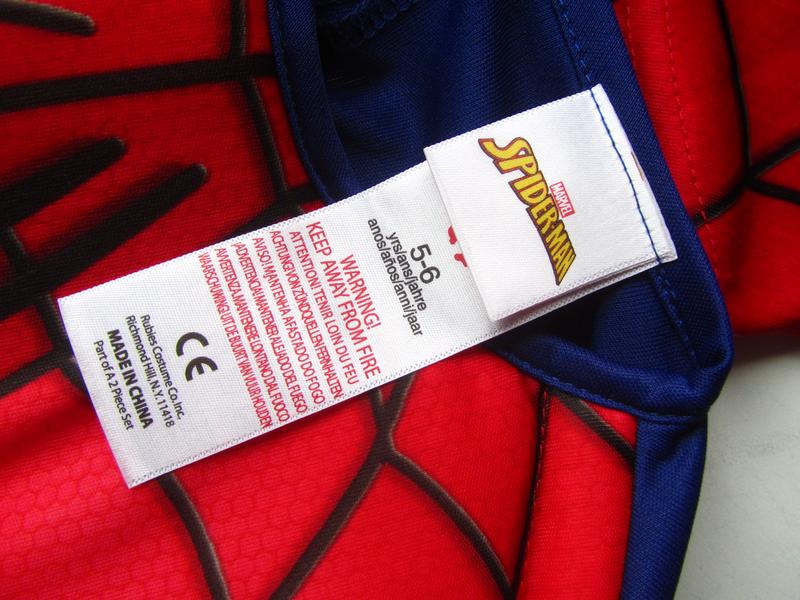 MARVEL
SPIDER-MAN
5-6
yrs/ans/jahre
anos/años/anni/jaar
WARNING!
KEEP AWAY FROM FIRE
ATTENTION! TENIR LOIN DU FEU
ACHTUNG! VON ZÜNDQUELLEN FERNHALTEN
AVISO! MANTENHA AFASTADO DO FOGO
¡ADVERTENCIA! MANTENER ALEJADO DEL FUEGO
AVVERTENZA! MANTENERE LONTANO DAL FUOCO
WAARSCHUWING! UIT DE BUURT VAN VUUR HOUDEN
CE
Rubies Costume Co. Inc.
Richmond Hill, N.Y. 11418
MADE IN CHINA
Part of A 2 Piece Set